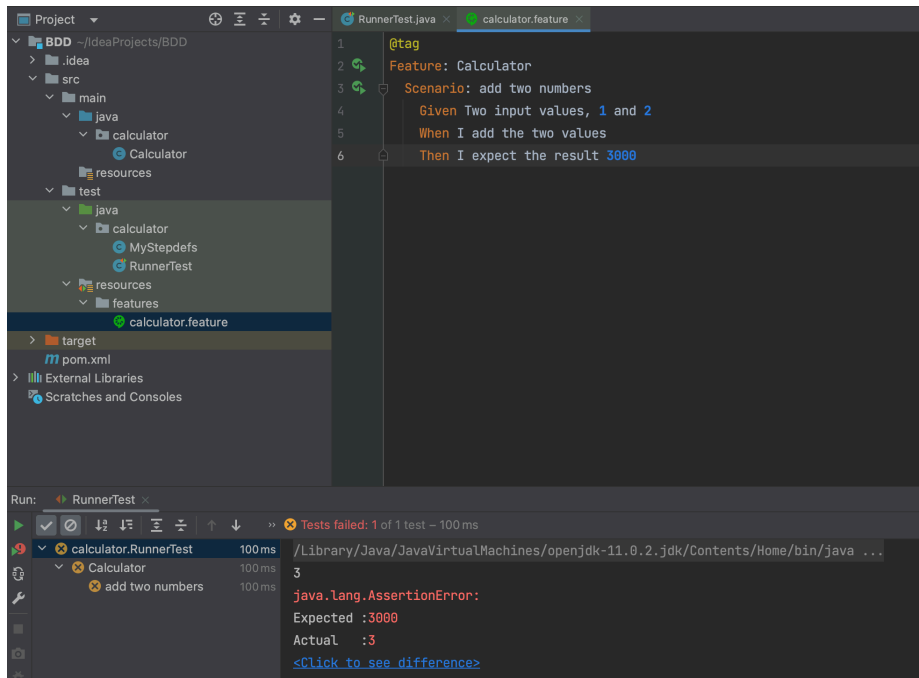 Project
RunnerTest.java
calculator.feature
BDD ~/IdeaProjects/BDD
.idea
src
main
java
calculator
Calculator
resources
test
java
calculator
MyStepdefs
RunnerTest
resources
features
calculator.feature
target
m pom.xml
External Libraries
Scratches and Consoles
1 @tag
2 Feature: Calculator
3 Scenario: add two numbers
4 Given Two input values, 1 and 2
5 When I add the two values
6 Then I expect the result 3000
Run: RunnerTest
>> Tests failed: 1 of 1 test – 100 ms
calculator.RunnerTest 100 ms
Calculator 100 ms
add two numbers 100 ms
/Library/Java/JavaVirtualMachines/openjdk-11.0.2.jdk/Contents/Home/bin/java ...
3
java.lang.AssertionError:
Expected :3000
Actual :3
<Click to see difference>